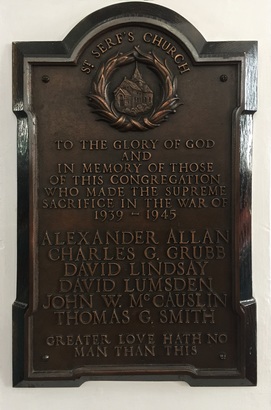 ST SERF'S CHURCH
TO THE GLORY OF GOD
AND
IN MEMORY OF THOSE
OF THIS CONGREGATION
WHO MADE THE SUPREME
SACRIFICE IN THE WAR OF
1939 - 1945
ALEXANDER ALLAN
CHARLES G. GRUBB
DAVID LINDSAY
DAVID LUMSDEN
JOHN W. McCAUSLIN
THOMAS G. SMITH
GREATER LOVE HATH NO
MAN THAN THIS